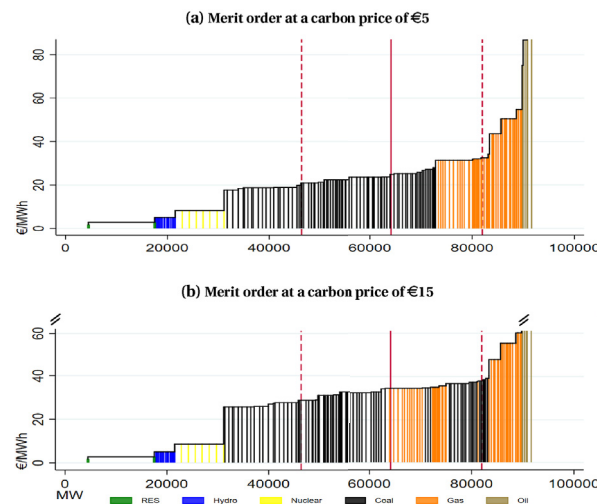 (a) Merit order at a carbon price of €5
80
60
40
20
0
€/MWh
0 20000 40000 60000 80000 100000
(b) Merit order at a carbon price of €15
60
40
20
0
€/MWh
0 20000 40000 60000 80000 100000
MW
RES Hydro Nuclear Coal Gas Oil